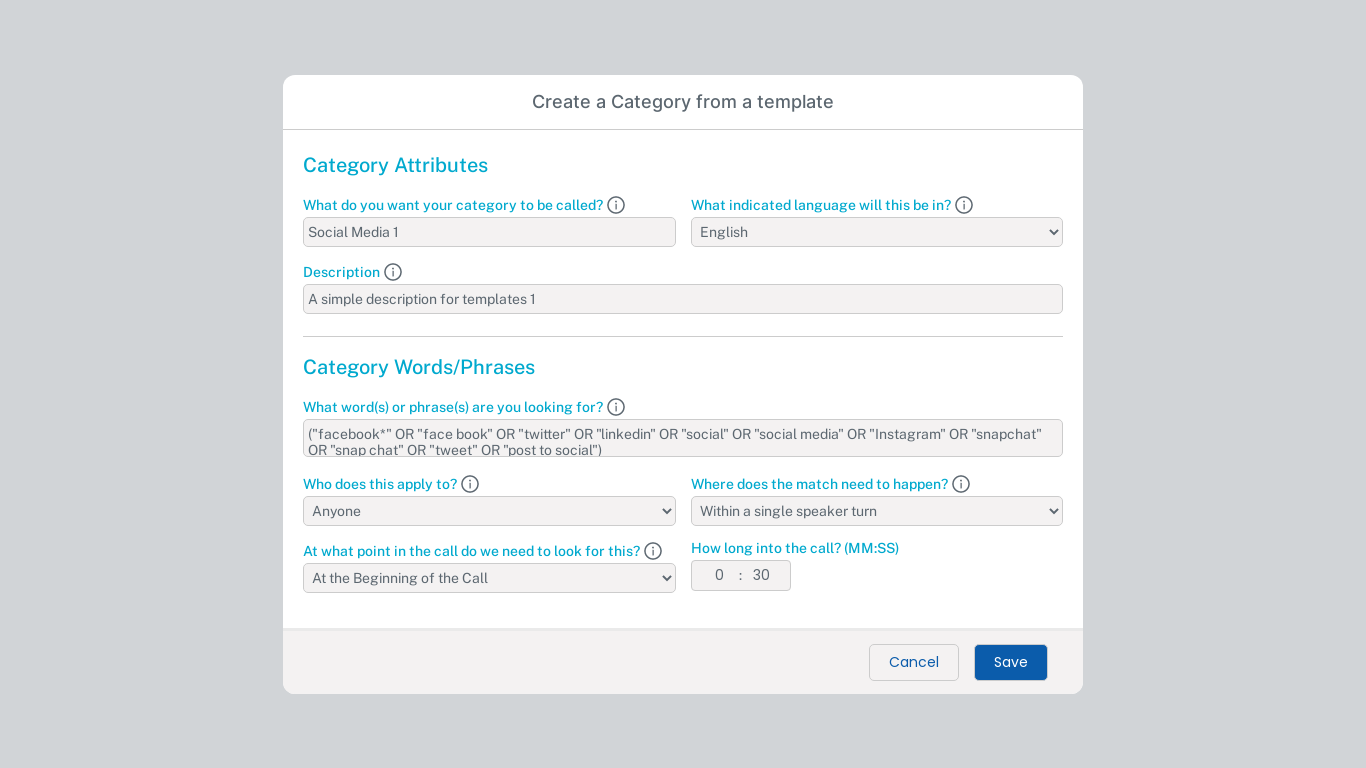 Create a Category from a template
Category Attributes
What do you want your category to be called?
What indicated language will this be in?
Social Media 1
English
Description
A simple description for templates 1
Category Words/Phrases
What word(s) or phrase(s) are you looking for?
("facebook*" OR "face book" OR "twitter" OR "linkedin" OR "social" OR "social media" OR "Instagram" OR "snapchat"
OR "snap chat" OR "tweet" OR "post to social")
Who does this apply to?
Where does the match need to happen?
Anyone
Within a single speaker turn
At what point in the call do we need to look for this?
How long into the call? (MM:SS)
At the Beginning of the Call
0 : 30
Cancel
Save